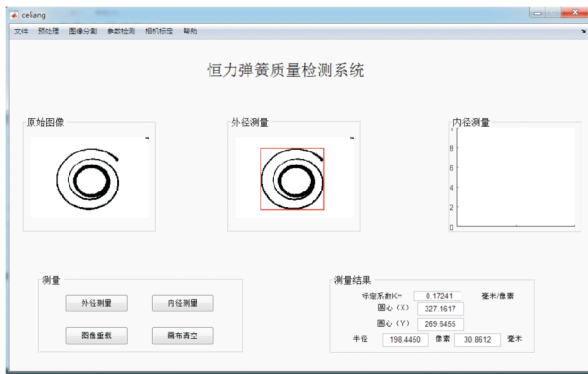 celiang
文件 预处理 图像分割 参数检测 相机标定 帮助
恒力弹簧质量检测系统
原始图像 外径测量 内径测量
8
6
4
2
0
测量
外径测量 内径测量
图像重载 画布清空
测量结果
标定系数K= 0.17241 毫米/像素
圆心（X） 327.1617
圆心（Y） 269.5455
半径 198.4450 像素 30.8612 毫米